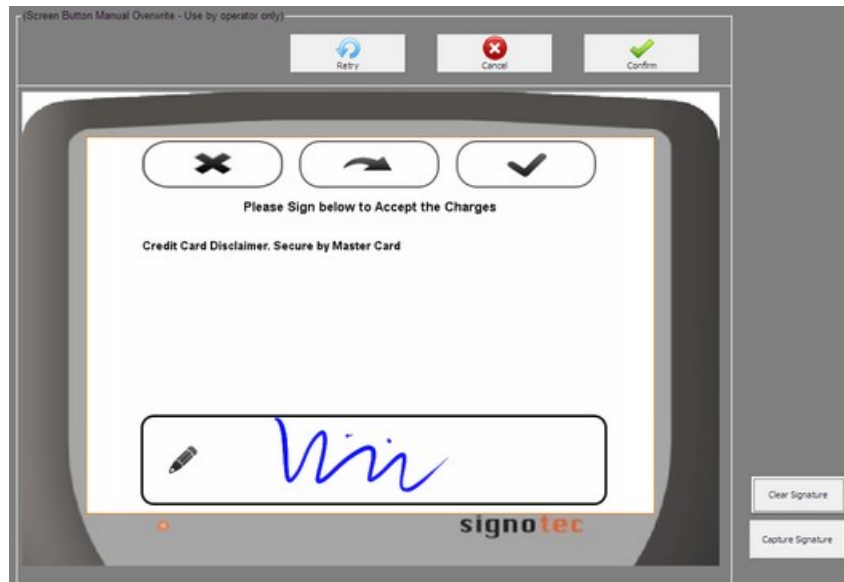 (Screen Button Manual Overwrite - Use by operator only)
Retry
Cancel
Confirm
Please Sign below to Accept the Charges
Credit Card Disclaimer. Secure by Master Card
signotec
Clear Signature
Capture Signature